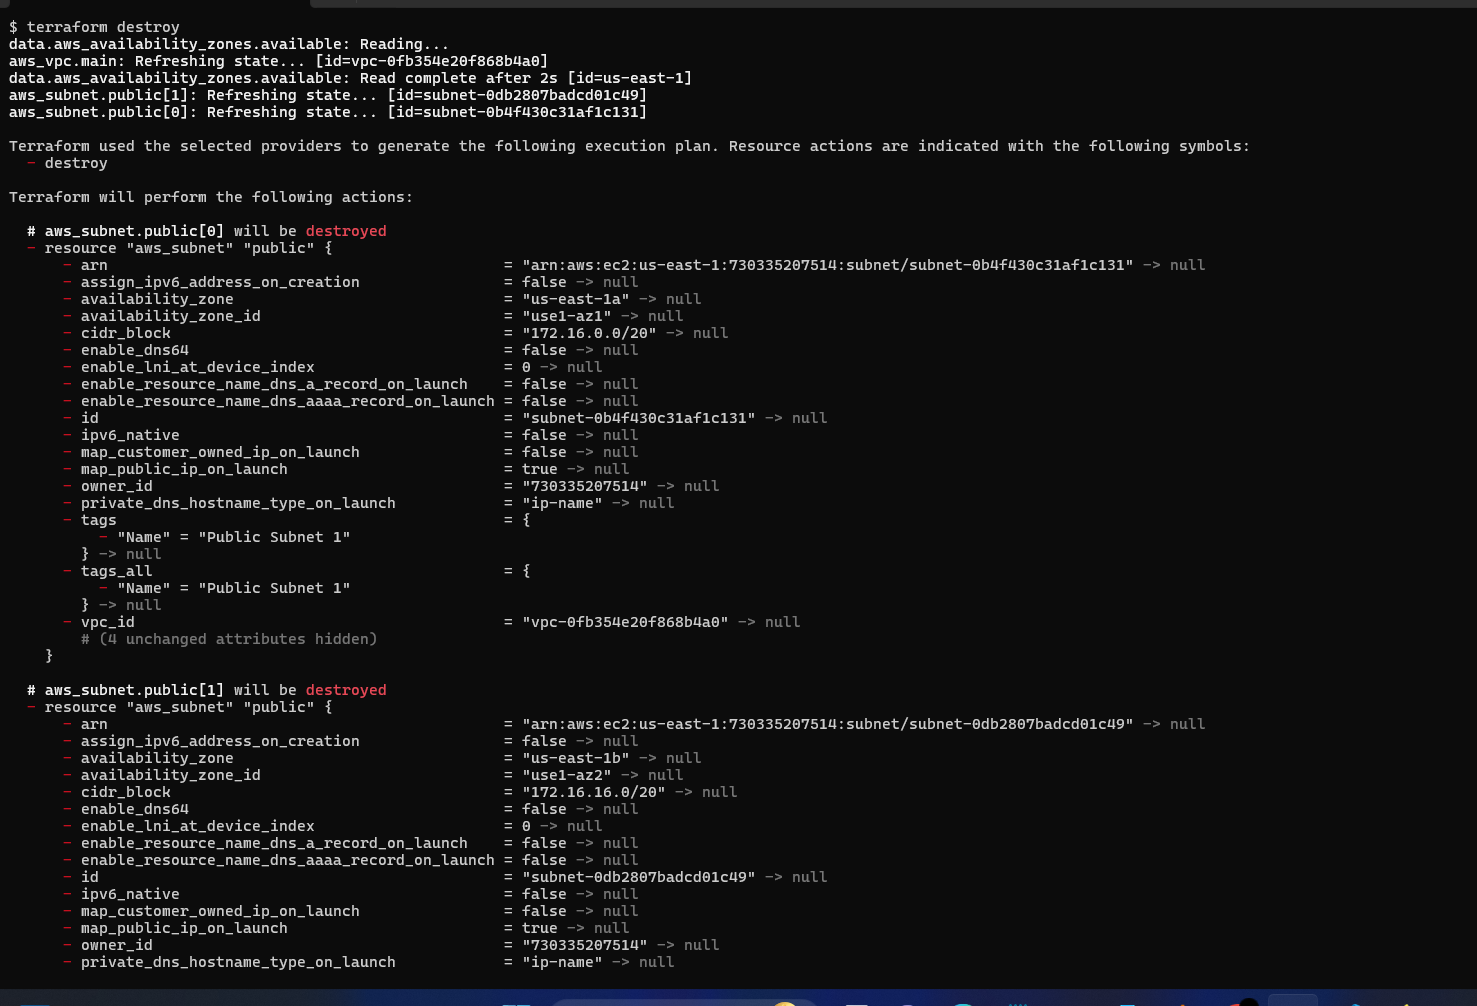 $ terraform destroy
data.aws_availability_zones.available: Reading...
aws_vpc.main: Refreshing state... [id=vpc-0fb354e20f868b4a0]
data.aws_availability_zones.available: Read complete after 2s [id=us-east-1]
aws_subnet.public[1]: Refreshing state... [id=subnet-0db2807badcd01c49]
aws_subnet.public[0]: Refreshing state... [id=subnet-0b4f430c31af1c131]
Terraform used the selected providers to generate the following execution plan. Resource actions are indicated with the following symbols:
- destroy
Terraform will perform the following actions:
# aws_subnet.public[0] will be destroyed
- resource "aws_subnet" "public" {
- arn = "arn:aws:ec2:us-east-1:730335207514:subnet/subnet-0b4f430c31af1c131" -> null
- assign_ipv6_address_on_creation = false -> null
- availability_zone = "us-east-1a" -> null
- availability_zone_id = "use1-az1" -> null
- cidr_block = "172.16.0.0/20" -> null
- enable_dns64 = false -> null
- enable_lni_at_device_index = 0 -> null
- enable_resource_name_dns_a_record_on_launch = false -> null
- enable_resource_name_dns_aaaa_record_on_launch = false -> null
- id = "subnet-0b4f430c31af1c131" -> null
- ipv6_native = false -> null
- map_customer_owned_ip_on_launch = false -> null
- map_public_ip_on_launch = true -> null
- owner_id = "730335207514" -> null
- private_dns_hostname_type_on_launch = "ip-name" -> null
- tags = {
- "Name" = "Public Subnet 1"
} -> null
- tags_all = {
- "Name" = "Public Subnet 1"
} -> null
- vpc_id = "vpc-0fb354e20f868b4a0" -> null
# (4 unchanged attributes hidden)
}
# aws_subnet.public[1] will be destroyed
- resource "aws_subnet" "public" {
- arn = "arn:aws:ec2:us-east-1:730335207514:subnet/subnet-0db2807badcd01c49" -> null
- assign_ipv6_address_on_creation = false -> null
- availability_zone = "us-east-1b" -> null
- availability_zone_id = "use1-az2" -> null
- cidr_block = "172.16.16.0/20" -> null
- enable_dns64 = false -> null
- enable_lni_at_device_index = 0 -> null
- enable_resource_name_dns_a_record_on_launch = false -> null
- enable_resource_name_dns_aaaa_record_on_launch = false -> null
- id = "subnet-0db2807badcd01c49" -> null
- ipv6_native = false -> null
- map_customer_owned_ip_on_launch = false -> null
- map_public_ip_on_launch = true -> null
- owner_id = "730335207514" -> null
- private_dns_hostname_type_on_launch = "ip-name" -> null